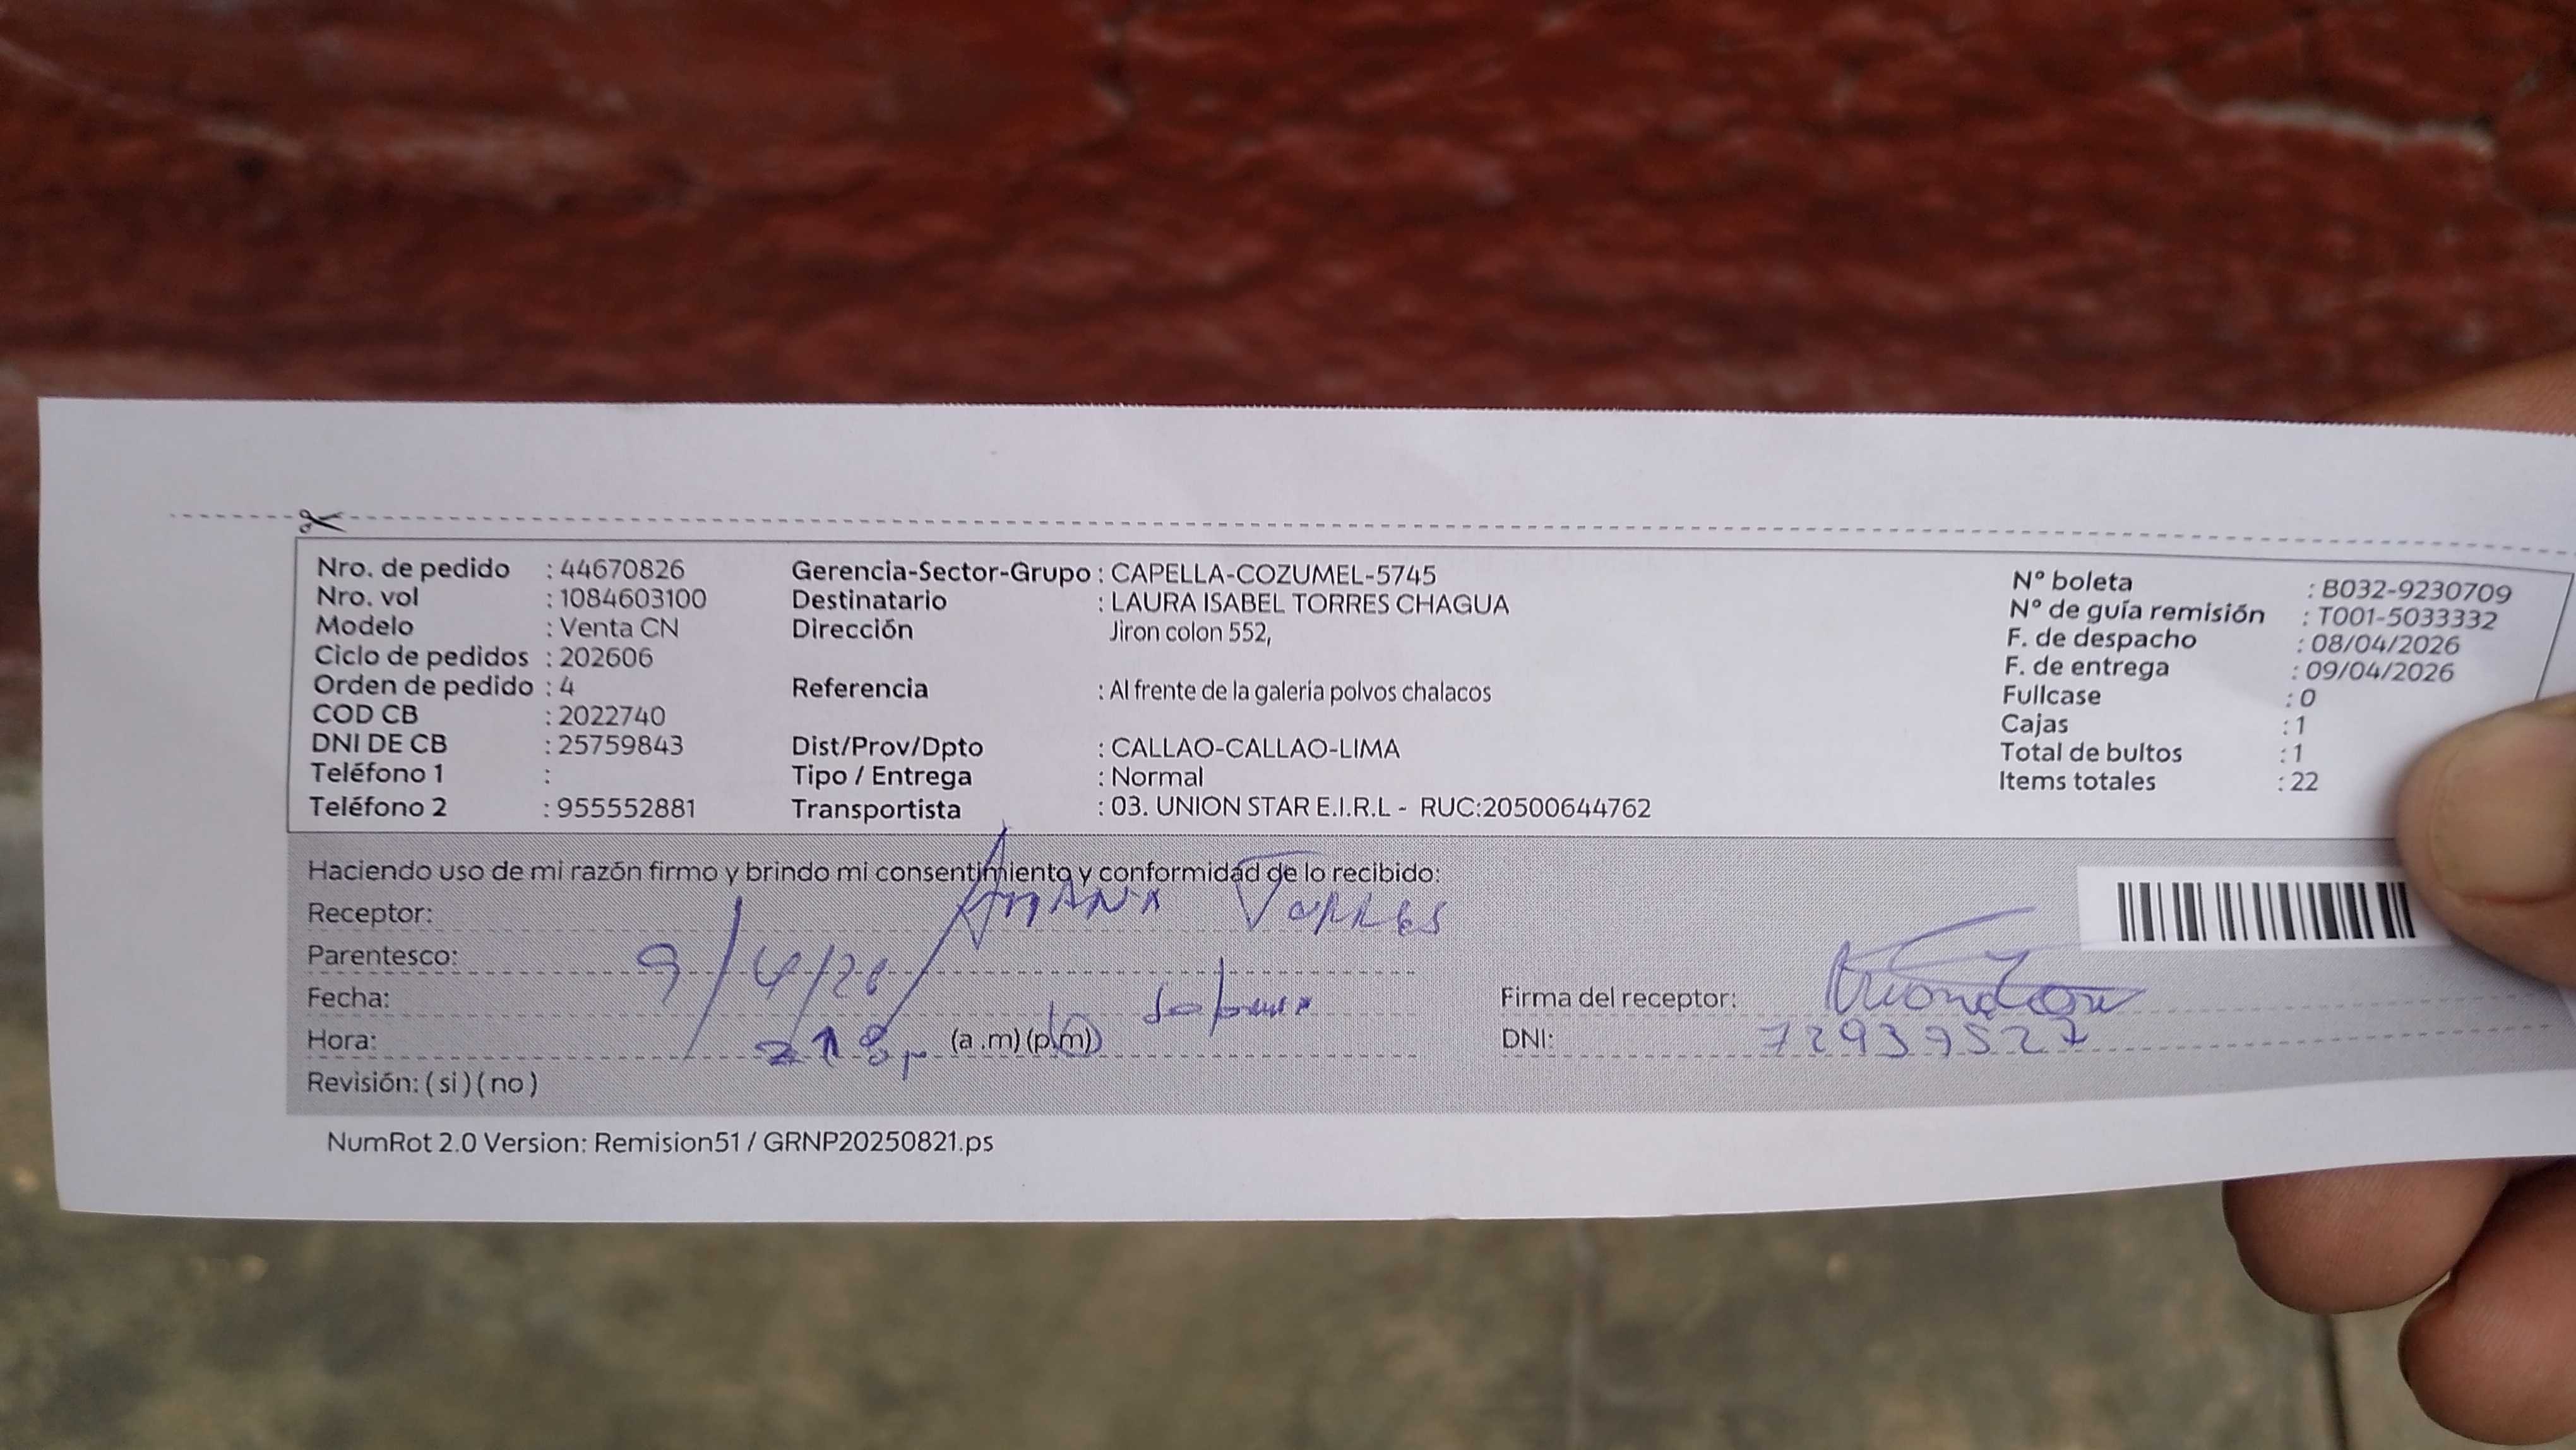 Nro. de pedido : 44670826
Nro. vol : 1084603100
Modelo : Venta CN
Ciclo de pedidos : 202606
Orden de pedido : 4
COD CB : 2022740
DNI DE CB : 25759843
Teléfono 1 :
Teléfono 2 : 955552881
Gerencia-Sector-Grupo : CAPELLA-COZUMEL-5745
Destinatario : LAURA ISABEL TORRES CHAGUA
Dirección Jiron colon 552,
Referencia : Al frente de la galeria polvos chalacos
Dist/Prov/Dpto : CALLAO-CALLAO-LIMA
Tipo / Entrega : Normal
Transportista : 03. UNION STAR E.I.R.L - RUC:20500644762
N° boleta : B032-9230709
N° de guía remisión : T001-5033332
F. de despacho : 08/04/2026
F. de entrega : 09/04/2026
Fullcase : 0
Cajas : 1
Total de bultos : 1
Items totales : 22
Haciendo uso de mi razón firmo y brindo mi consentimiento y conformidad de lo recibido:
Receptor: Torres
Parentesco:
Fecha: 9/4/26
Hora: (a .m) (p.m)
Revisión: ( si ) ( no )
Firma del receptor:
DNI: 72939527
NumRot 2.0 Version: Remision51 / GRNP20250821.ps